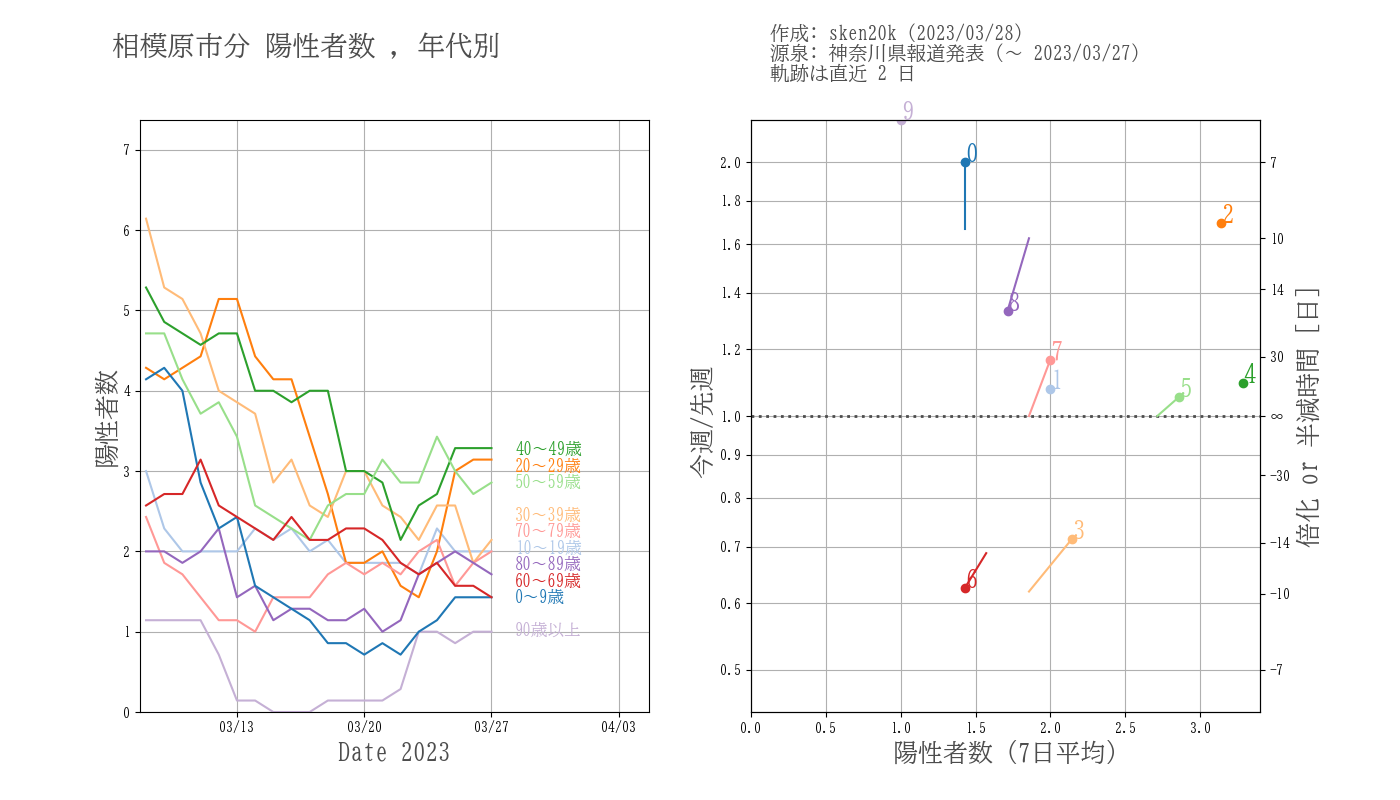 相模原市分 陽性者数 , 年代別
作成: sken20k (2023/03/28)
源泉: 神奈川県報道発表 (～ 2023/03/27)
軌跡は直近 2 日
陽性者数
7
6
5
4
3
2
1
0
03/13
03/20
03/27
04/03
Date 2023
40～49歳
20～29歳
50～59歳
30～39歳
70～79歳
10～19歳
80～89歳
60～69歳
0～9歳
90歳以上
今週/先週
2.0
1.8
1.6
1.4
1.2
1.0
0.9
0.8
0.7
0.6
0.5
9
0
2
8
7
1
5
4
3
6
0.0
0.5
1.0
1.5
2.0
2.5
3.0
陽性者数 (7日平均)
7
10
14
30
∞
−30
−14
−10
−7
倍化 or 半減時間 [日]